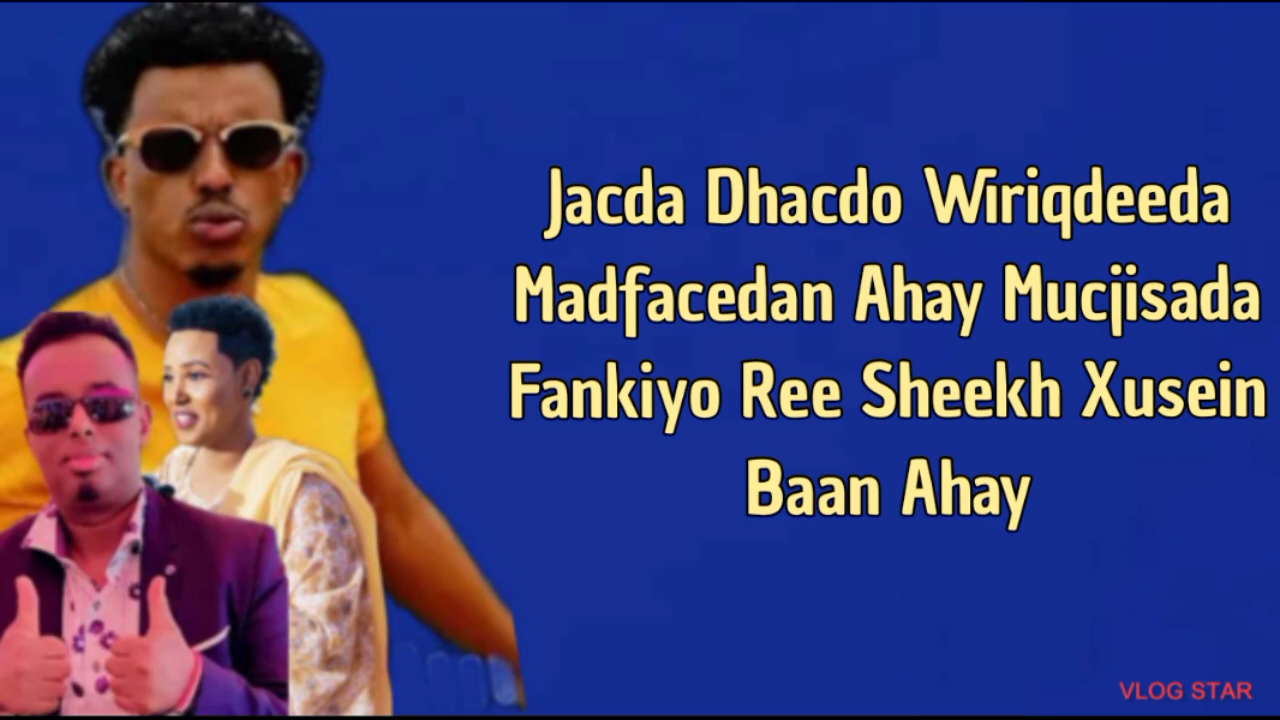 Jacda Dhacdo Wiriqdeeda
Madfacedan Ahay Mucjisada
Fankiyo Ree Sheekh Xusein
Baan Ahay
VLOG STAR